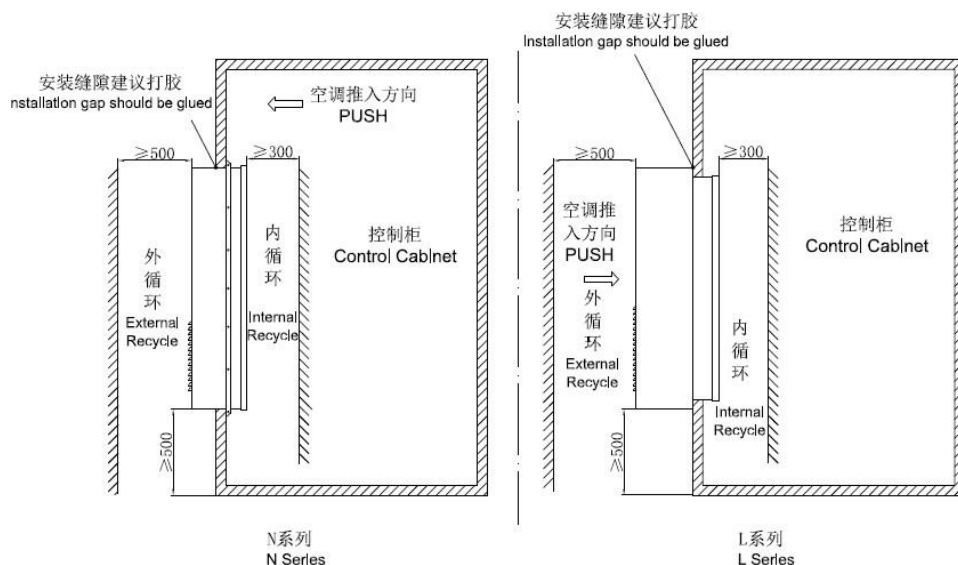 安装缝隙建议打胶
nstallation gap should be glued
空调推入方向
PUSH
≥500
≥300
外
循
环
External
Recycle
内
循
环
Internal
Recycle
控制柜
Control Cabinet
≥500
N系列
N Series
安装缝隙建议打胶
Installation gap should be glued
≥500
≥300
空调推
入方向
PUSH
外
循
环
External
Recycle
内
循
环
Internal
Recycle
控制柜
Control Cabinet
≥500
L系列
L Series